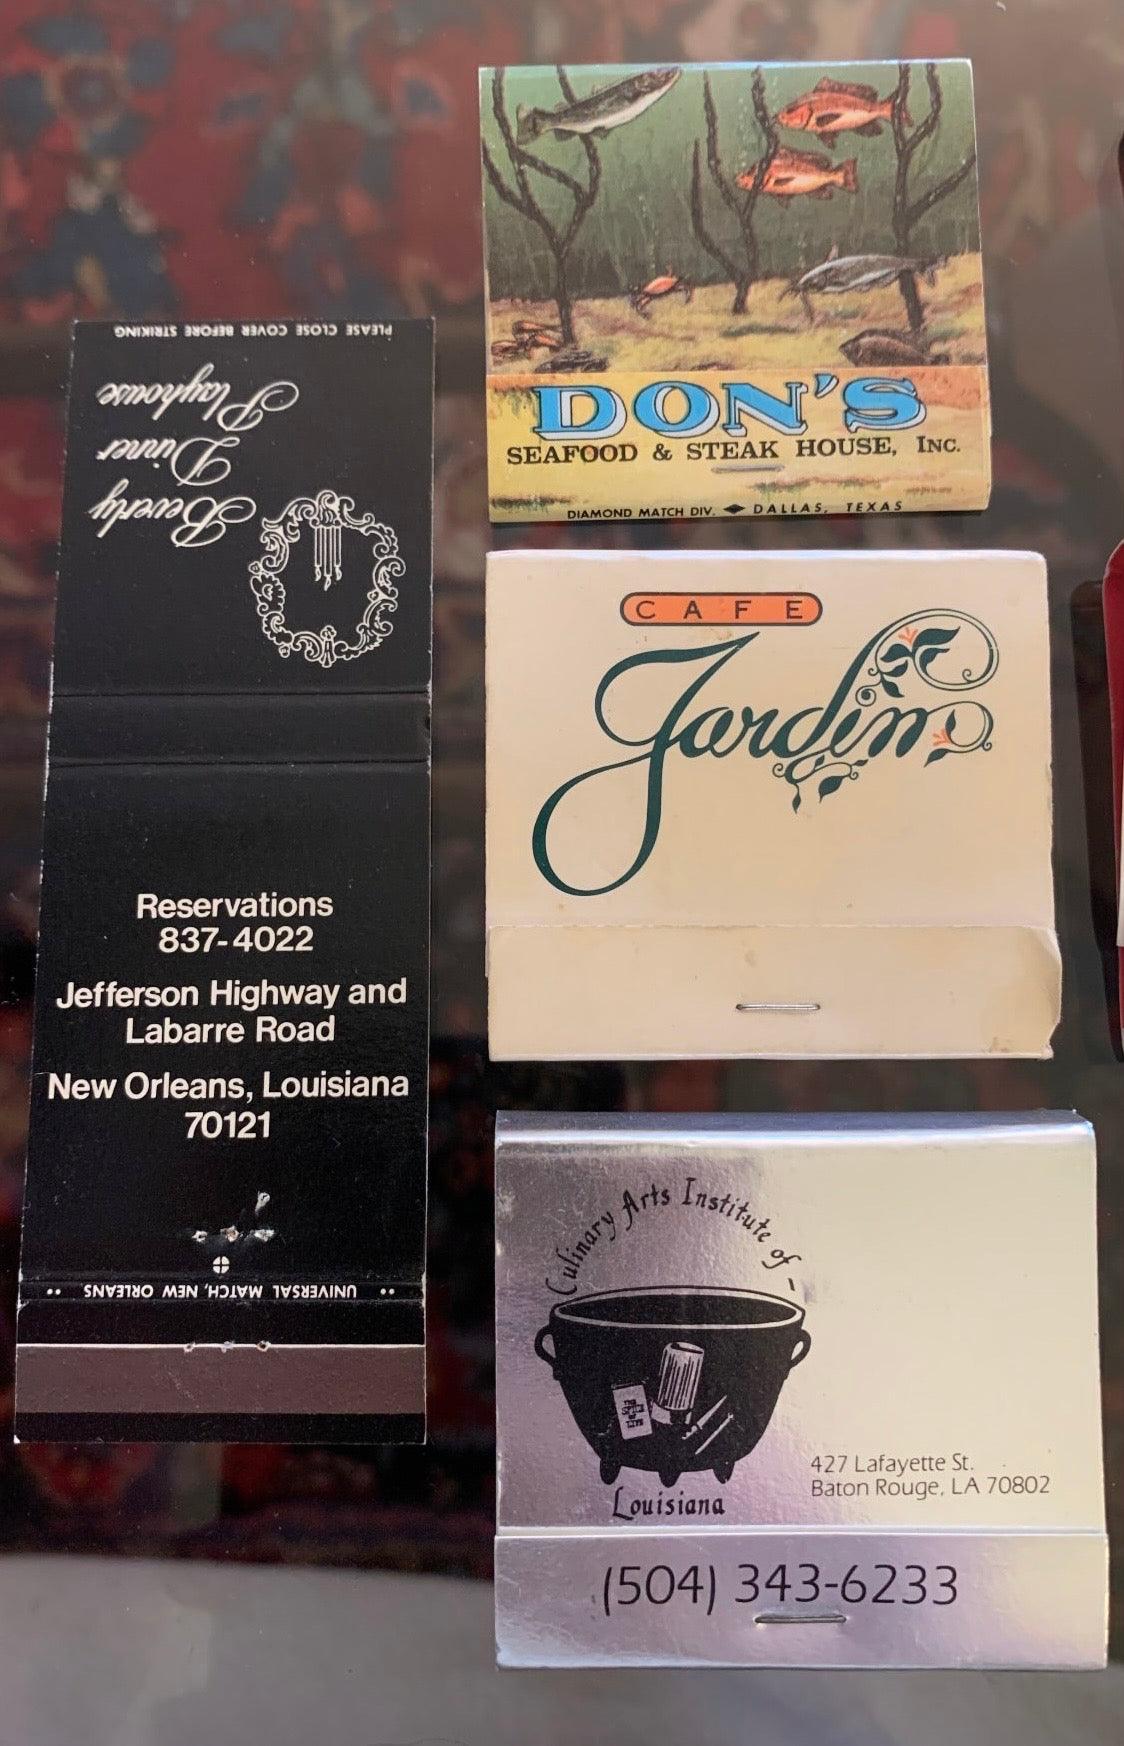 PLEASE CLOSE COVER BEFORE STRIKING
Beverly
Dinner
Playhouse
Reservations
837-4022
Jefferson Highway and
Labarre Road
New Orleans, Louisiana
70121
UNIVERSAL MATCH, NEW ORLEANS
DON'S
SEAFOOD & STEAK HOUSE, INC.
DIAMOND MATCH DIV. DALLAS, TEXAS
CAFE
Jardin
Culinary Arts Institute of -
Louisiana
427 Lafayette St.
Baton Rouge, LA 70802
(504) 343-6233